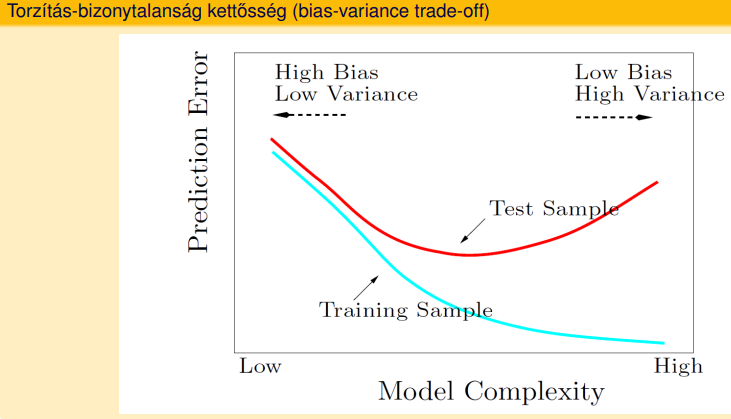 Torzítás-bizonytalanság kettősség (bias-variance trade-off)
High Bias
Low Variance
Low Bias
High Variance
Prediction Error
Test Sample
Training Sample
Low
High
Model Complexity